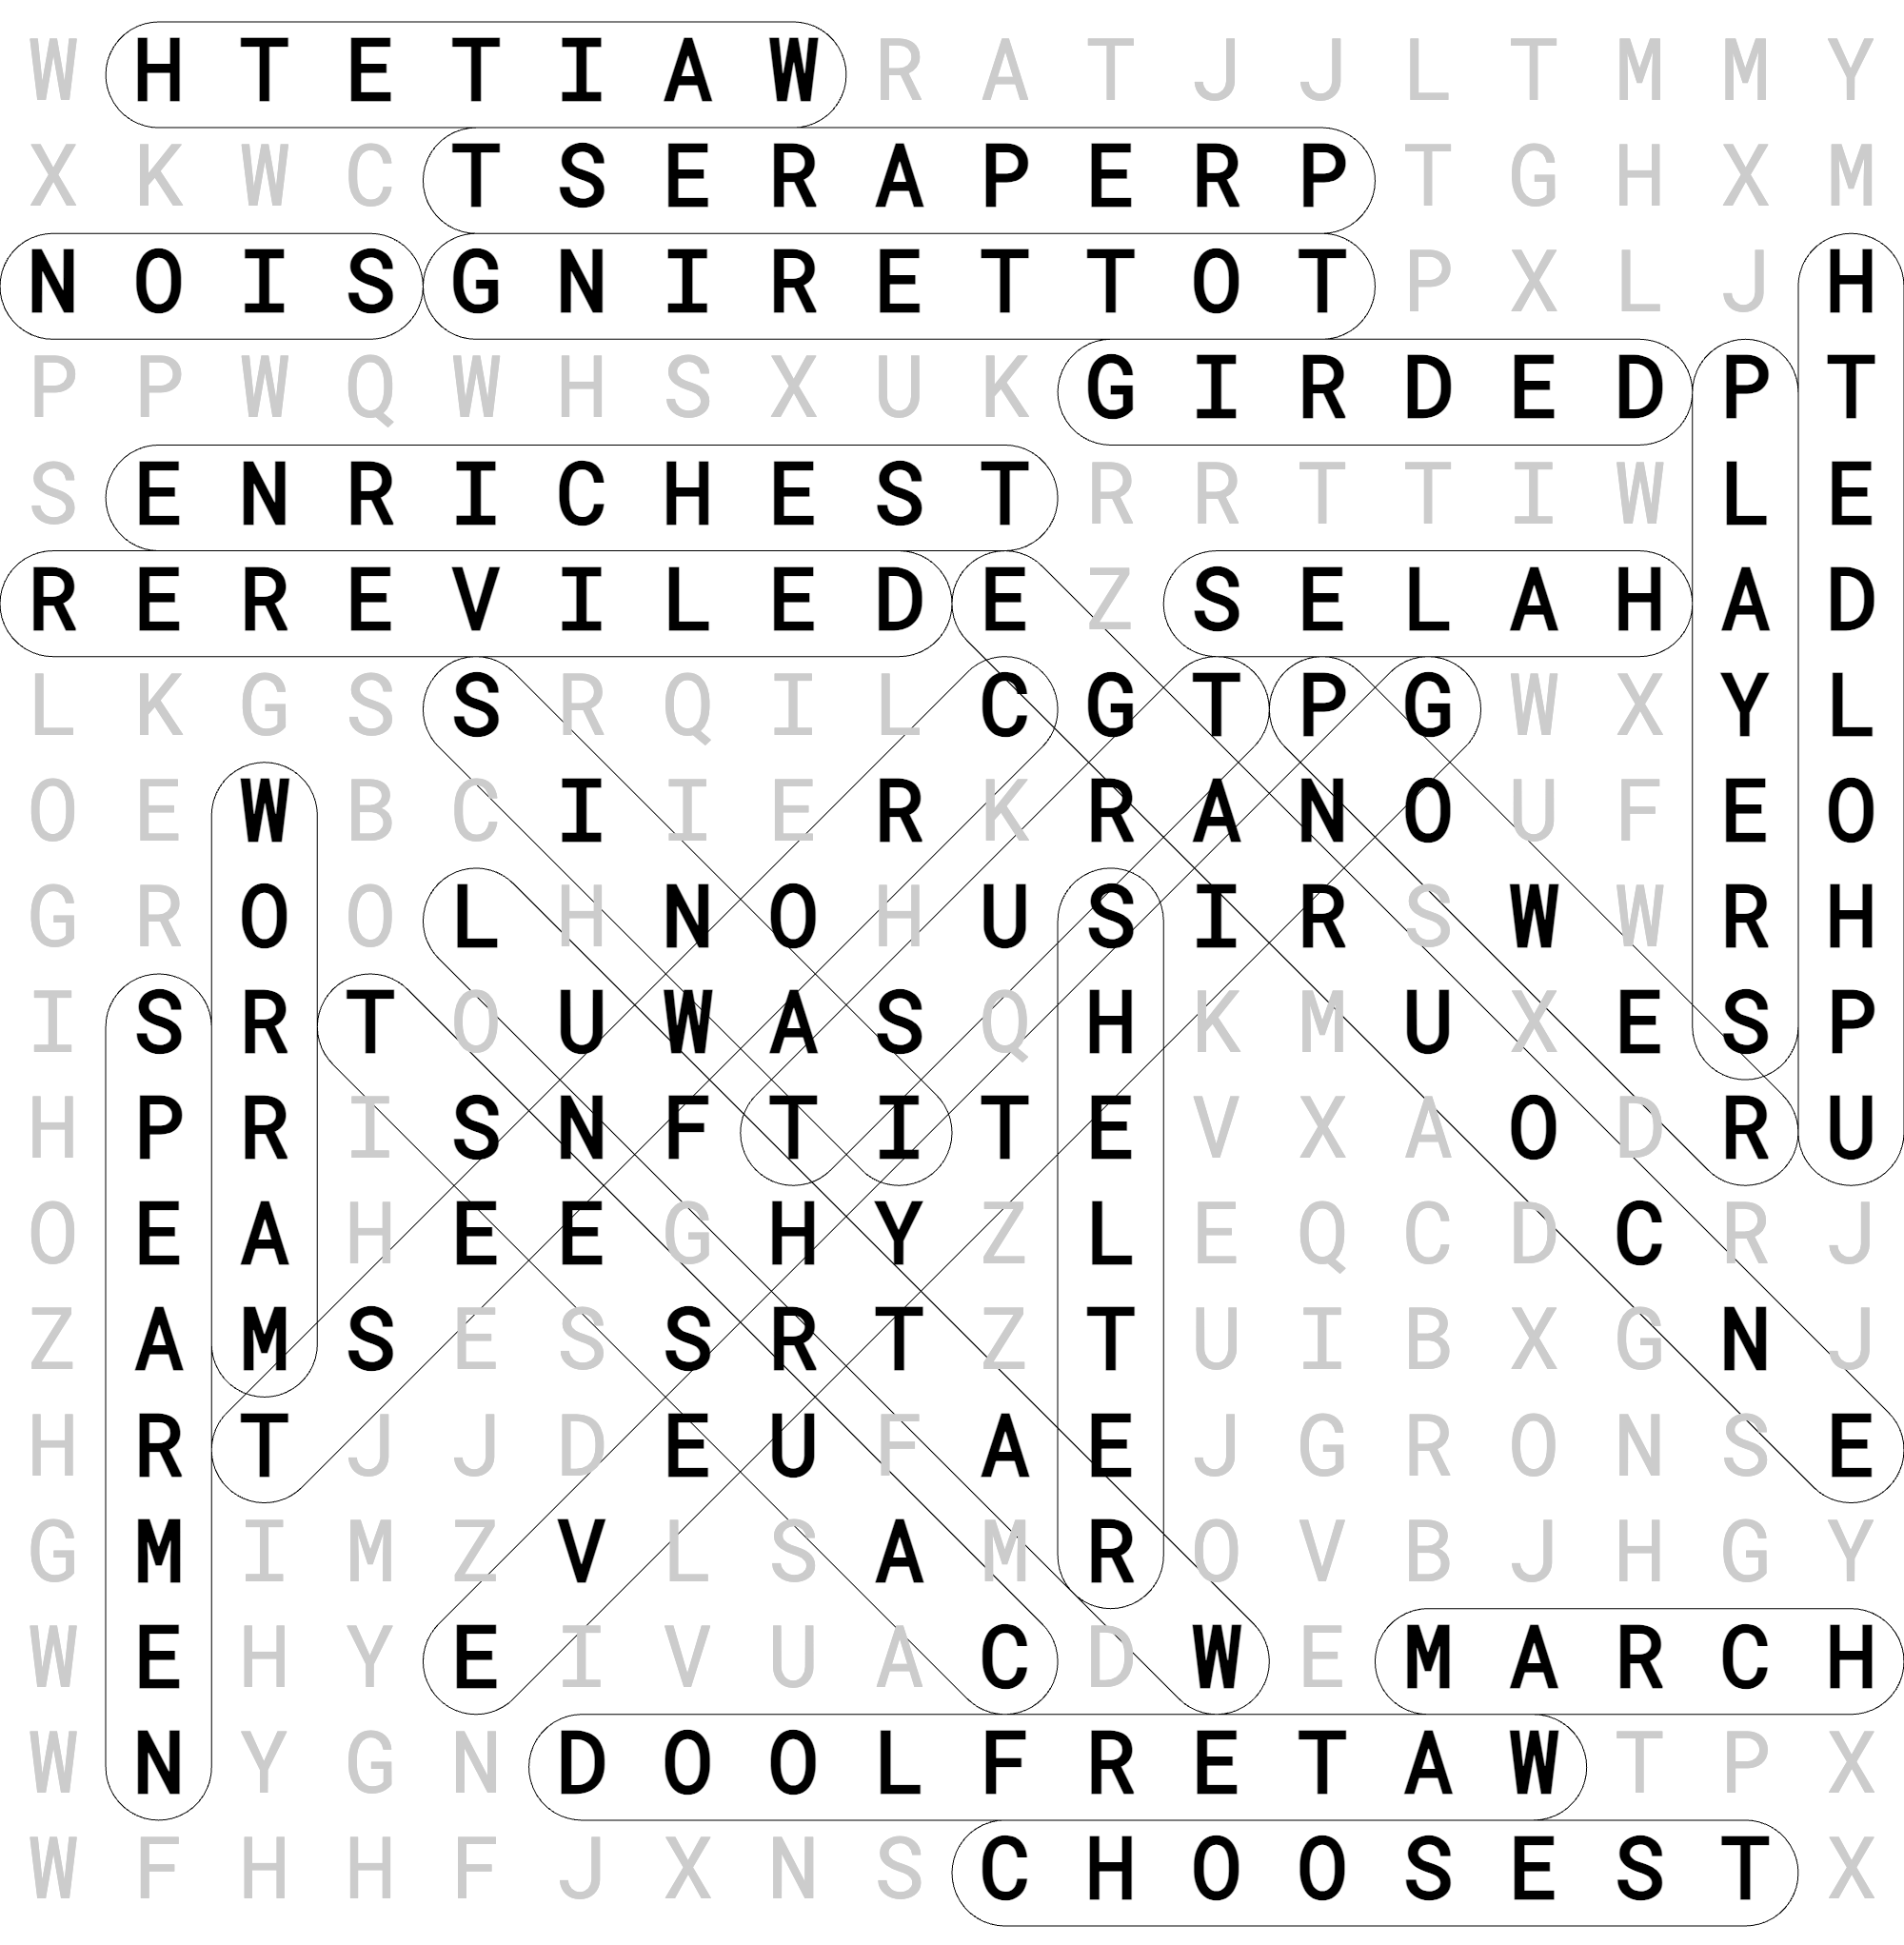 W H T E T I A W R A T J J L T M M Y
X K W C T S E R A P E R P T G H X M
N O I S G N I R E T T O T P X L J H
P P W Q W H S X U K G I R D E D P T
S E N R I C H E S T R R T T I W L E
R E R E V I L E D E Z S E L A H A D
L K G S S R Q I L C G T P G W X Y L
O E W B C I I E R K R A N O U F E O
G R O O L H N O H U S I R S W W R H
I S R T O U W A S Q H K M U X E S P
H P R I S N F T I T E V X A O D R U
O E A H E E G H Y Z L E Q C D C R J
Z A M S E S S R T Z T U I B X G N J
H R T J J D E U F A E J G R O N S E
G M I M Z V L S A M R O V B J H G Y
W E H Y E I V U A C D W E M A R C H
W N Y G N D O O L F R E T A W T P X
W F H H F J X N S C H O O S E S T X